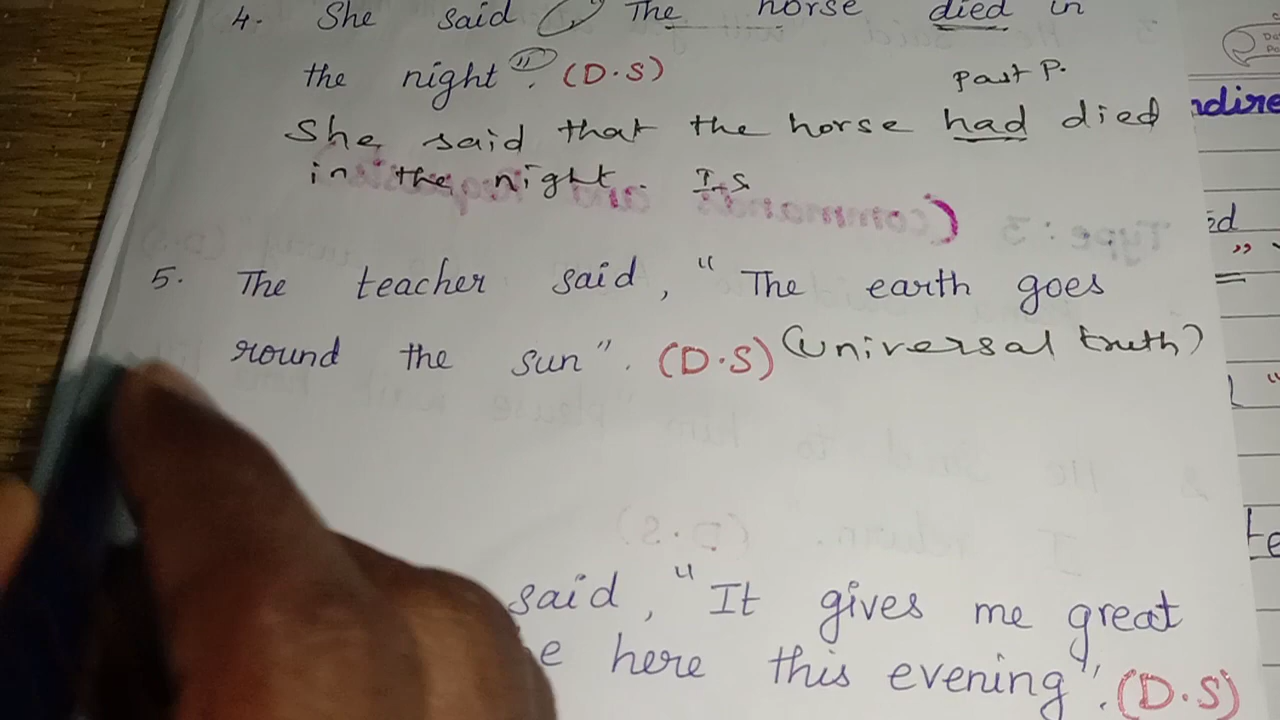 4. She said, The horse died in
the night". (D.S)
Past P.
She said that the horse had died
in the night. I.S
5. The teacher said, "The earth goes
round the sun". (D.S) (Universal truth)
said, "It gives me great
e here this evening". (D.S)